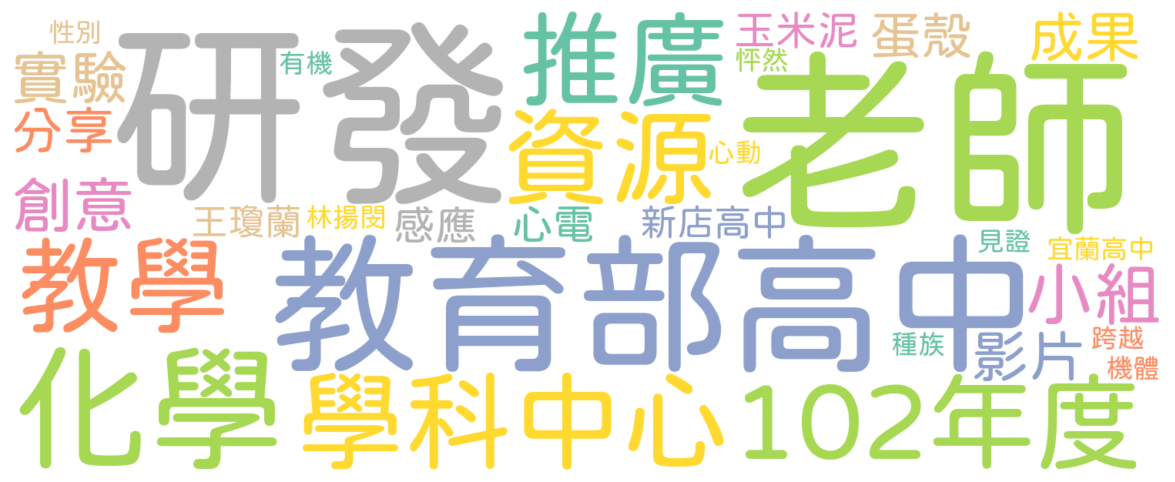 性別
實驗
分享
創意
研發
有機
推廣
資源
心動
玉米泥
怦然
蛋殼
成果
老師
王瓊蘭
林揚閔
感應
心電
新店高中
見證
宜蘭高中
教學
教育部高中
小組
種族
影片
跨越
機體
化學
學科中心
102年度